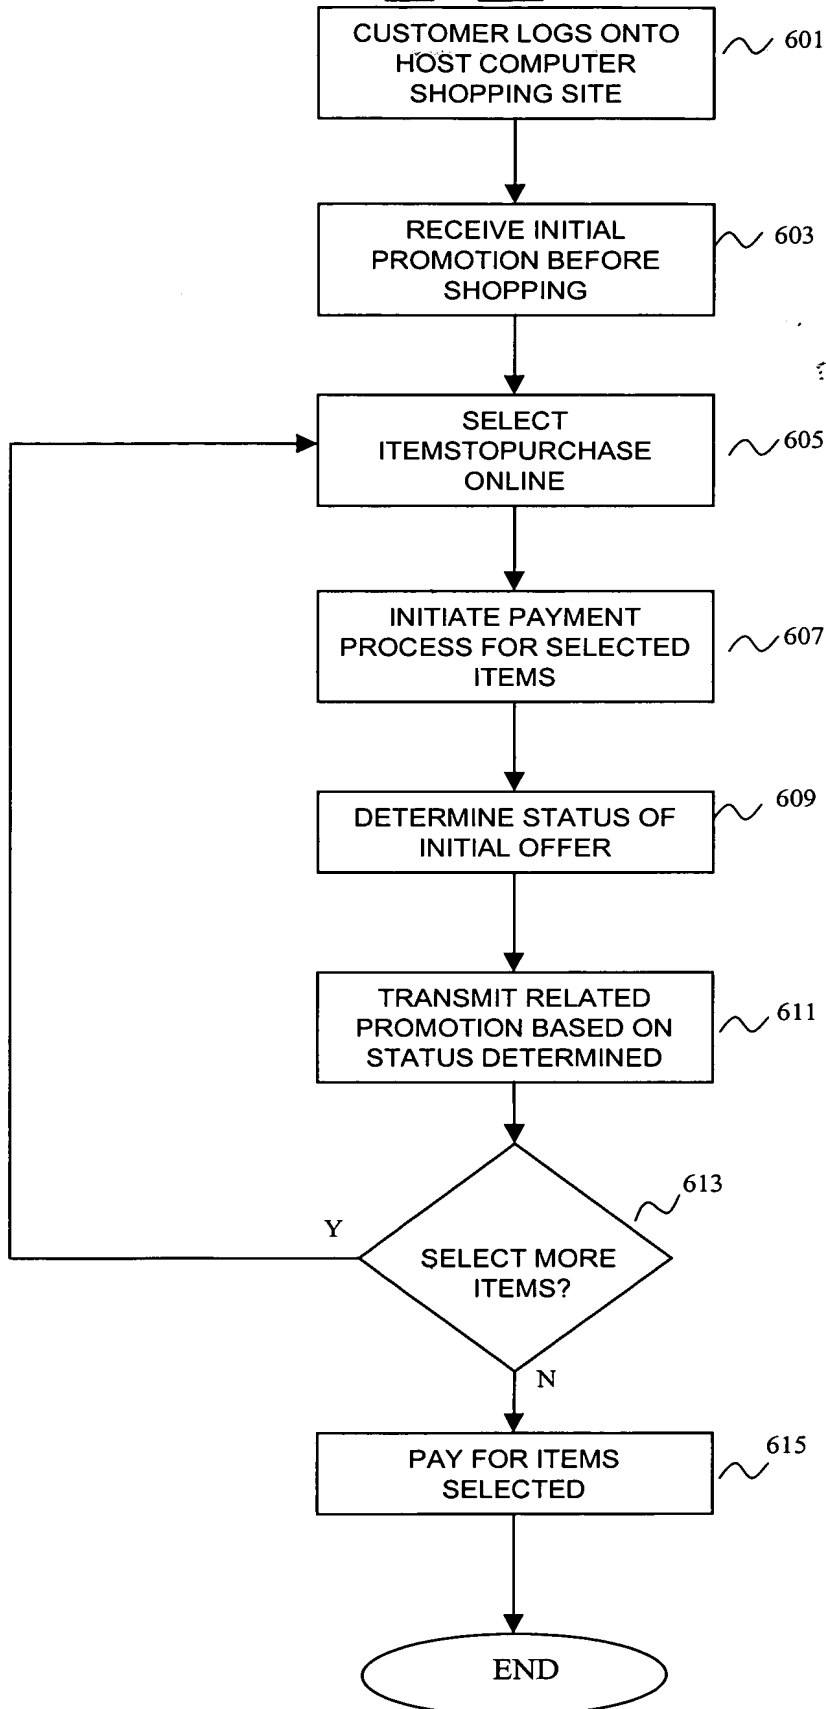 CUSTOMER LOGS ONTO
HOST COMPUTER
SHOPPING SITE
601
RECEIVE INITIAL
PROMOTION BEFORE
SHOPPING
603
SELECT
ITEMSTOPURCHASE
ONLINE
605
INITIATE PAYMENT
PROCESS FOR SELECTED
ITEMS
607
DETERMINE STATUS OF
INITIAL OFFER
609
TRANSMIT RELATED
PROMOTION BASED ON
STATUS DETERMINED
611
613
Y
SELECT MORE
ITEMS?
N
PAY FOR ITEMS
SELECTED
615
END